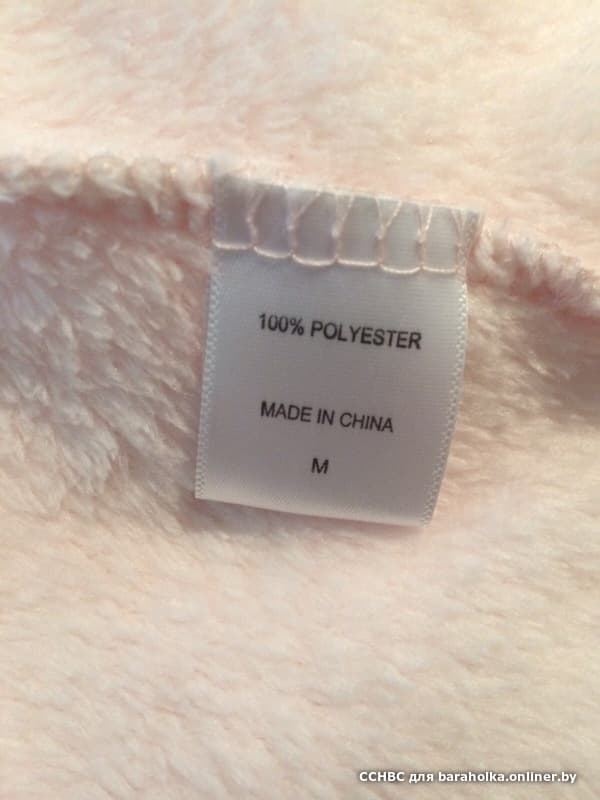 100% POLYESTER
MADE IN CHINA
M
CCHBC для baraholka.onliner.by